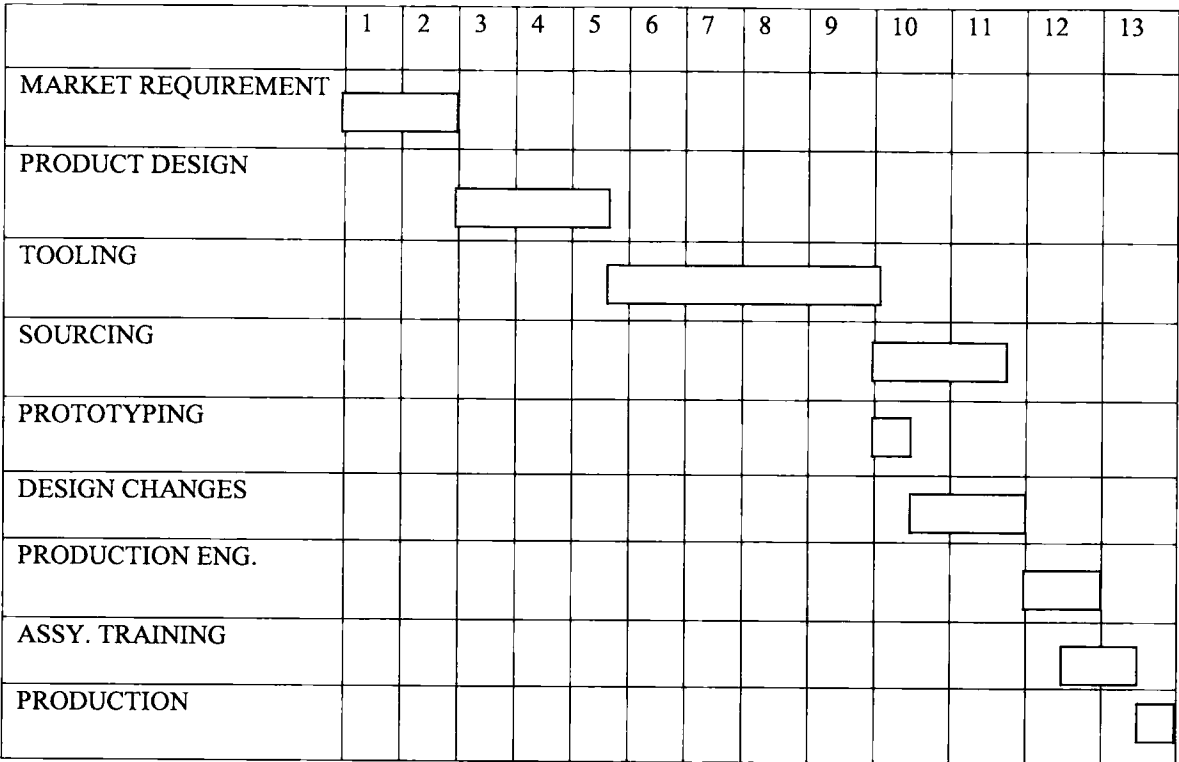 1 2 3 4 5 6 7 8 9 10 11 12 13
MARKET REQUIREMENT
PRODUCT DESIGN
TOOLING
SOURCING
PROTOTYPING
DESIGN CHANGES
PRODUCTION ENG.
ASSY. TRAINING
PRODUCTION